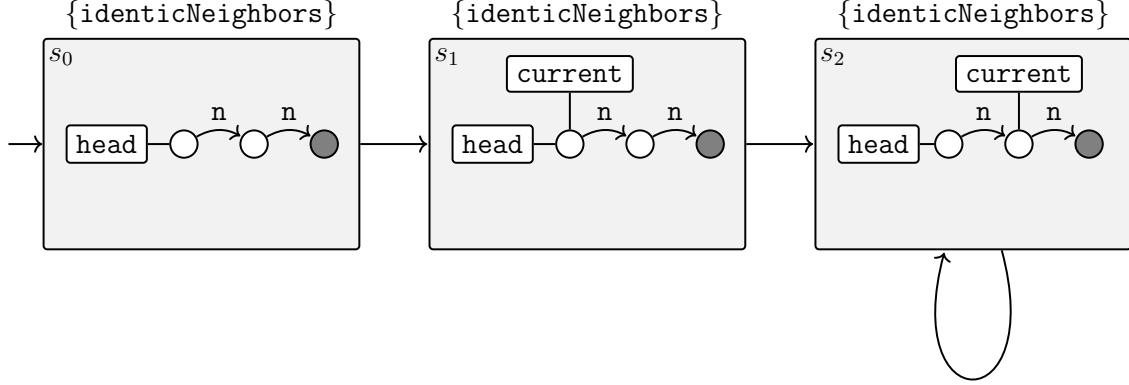 {identicNeighbors} {identicNeighbors} {identicNeighbors}
s0 s1 s2
current current
n n n n n n
head head head